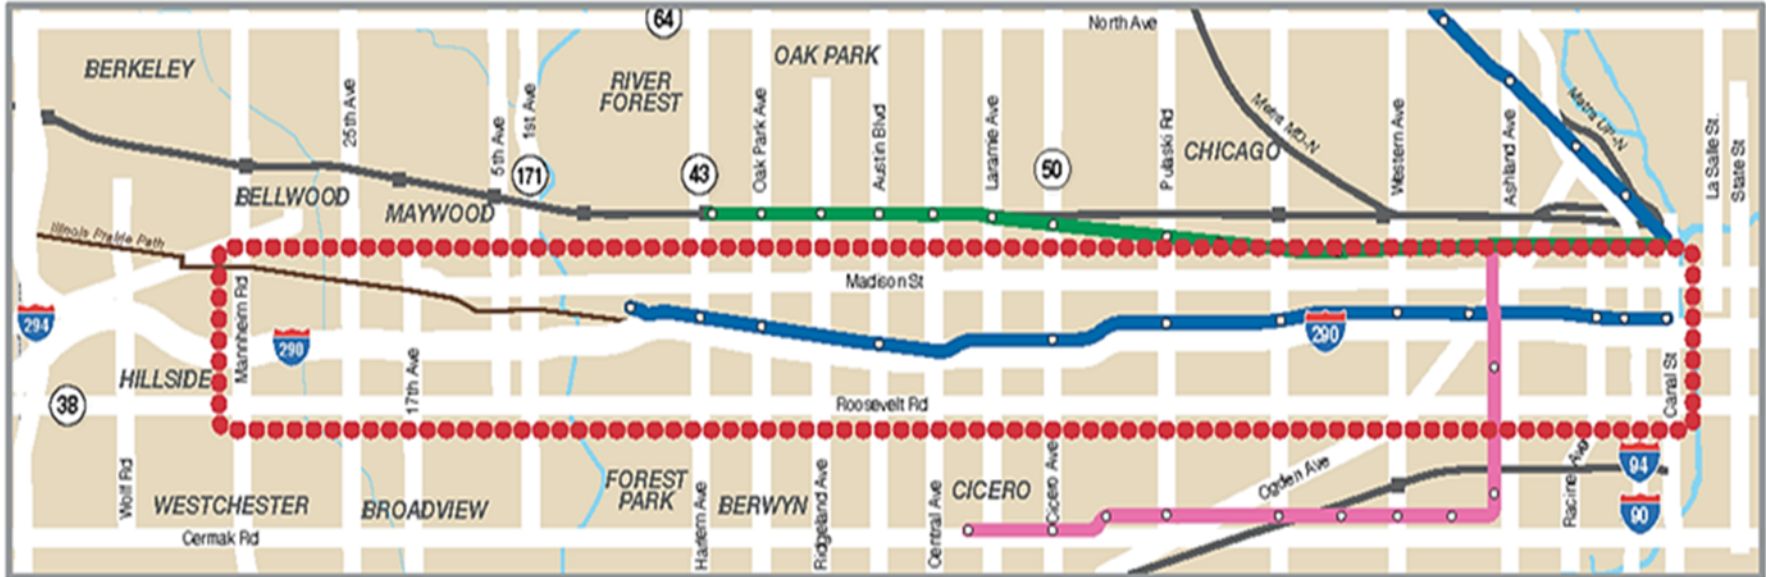 64
North Ave
BERKELEY
OAK PARK
RIVER
FOREST
25th Ave
5th Ave
1st Ave
Oak Park Ave
Austin Blvd
Laramie Ave
Pulaski Rd
Metra MD-N
CHICAGO
Western Ave
Ashland Ave
Metra UP-N
La Salle St.
State St
171
43
50
BELLWOOD
MAYWOOD
Illinois Prairie Path
Madison St
Mannheim Rd
294
290
290
HILLSIDE
17th Ave
38
Roosevelt Rd
Canal St
Wolf Rd
WESTCHESTER
BROADVIEW
FOREST
PARK
Harlem Ave
BERWYN
Ridgeland Ave
Central Ave
CICERO
Cicero Ave
Ogden Ave
Racine Ave
94
90
Cermak Rd